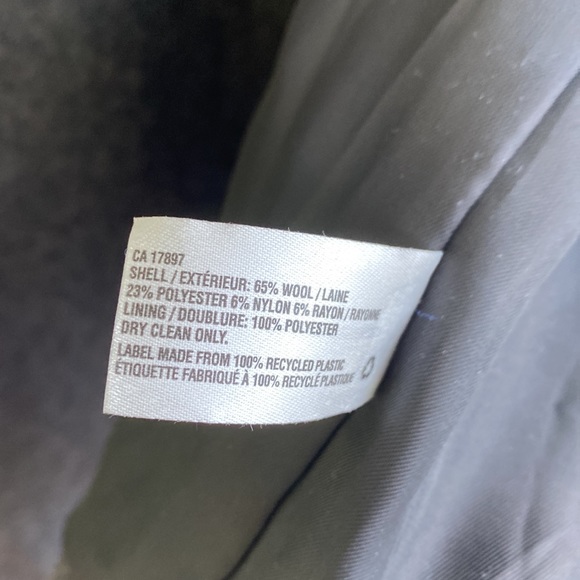 CA 17897
SHELL / EXTÉRIEUR: 65% WOOL / LAINE
23% POLYESTER 6% NYLON 6% RAYON / RAYONNE
LINING / DOUBLURE: 100% POLYESTER
DRY CLEAN ONLY.
LABEL MADE FROM 100% RECYCLED PLASTIC
ÉTIQUETTE FABRIQUÉ À 100% RECYCLÉ PLASTIQUE